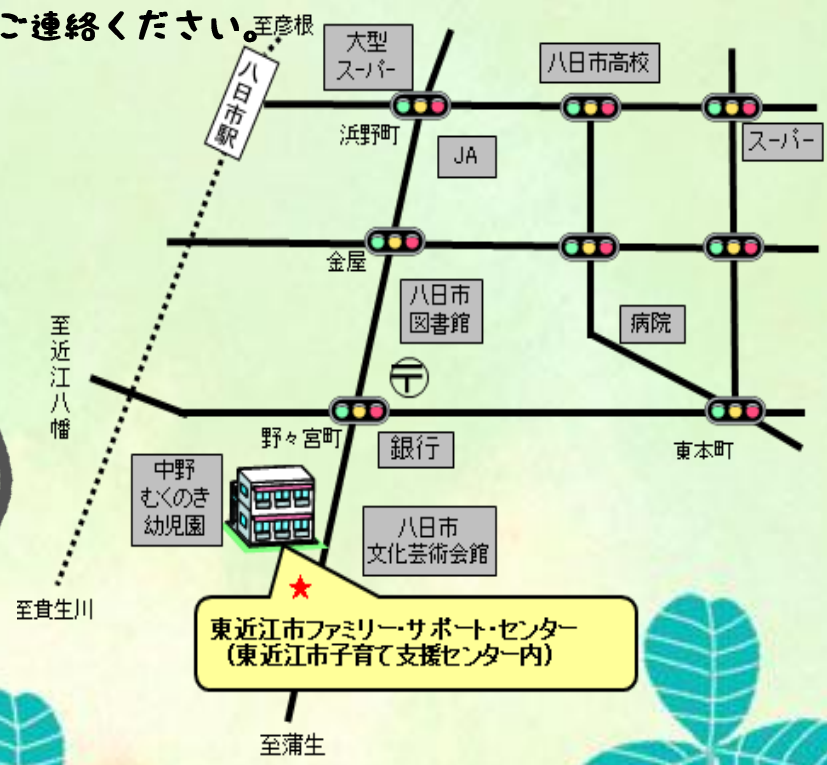 ご連絡ください。
至彦根
大型
スーパー
八日市高校
八日市駅
浜野町
JA
スーパー
金屋
八日市
図書館
病院
至近江八幡
〒
野々宮町
銀行
東本町
中野
むくのき
幼児園
八日市
文化芸術会館
至貴生川
★
東近江市ファミリー・サポート・センター
(東近江市子育て支援センター内)
至蒲生